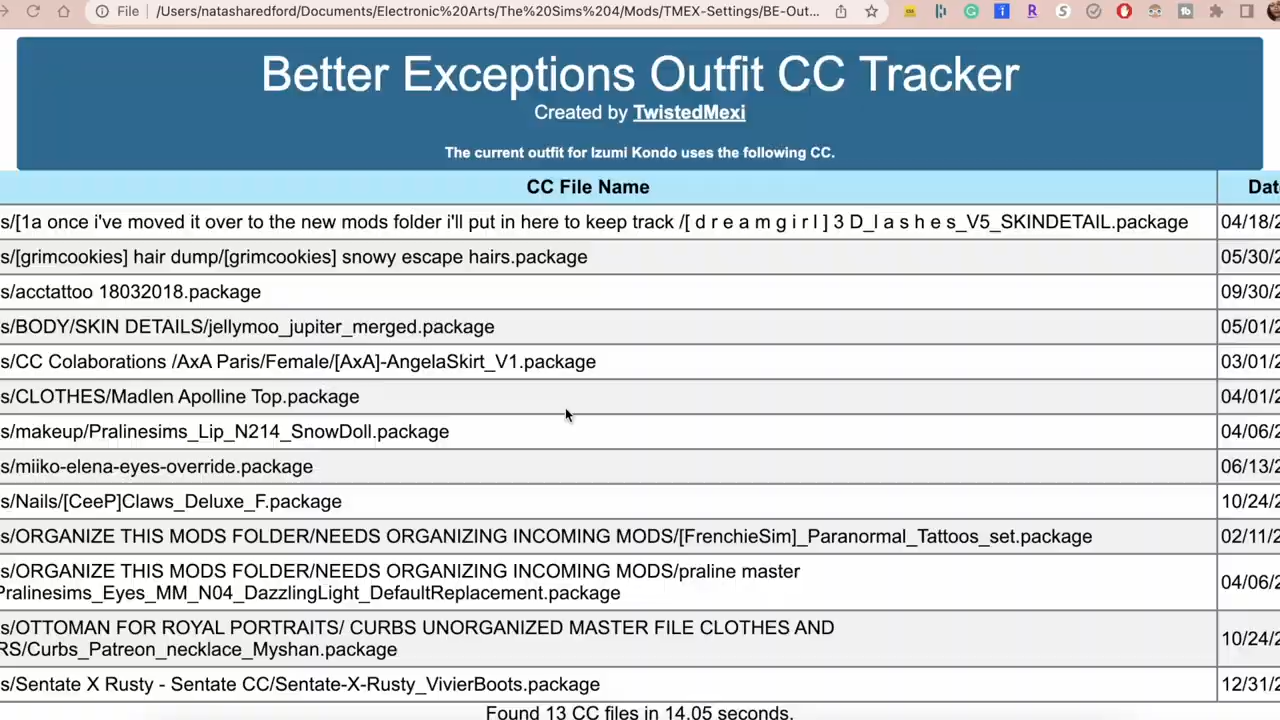 File
/Users/natasharedford/Documents/Electronic%20Arts/The%20Sims%204/Mods/TMEX-Settings/BE-Out...
Better Exceptions Outfit CC Tracker
Created by TwistedMexi
The current outfit for Izumi Kondo uses the following CC.
CC File Name Dat
s/[1a once i've moved it over to the new mods folder i'll put in here to keep track /[ d r e a m g i r l ] 3 D_l a s h e s_V5_SKINDETAIL.package 04/18/2
s/[grimcookies] hair dump/[grimcookies] snowy escape hairs.package 05/30/2
s/acctattoo 18032018.package 09/30/2
s/BODY/SKIN DETAILS/jellymoo_jupiter_merged.package 05/01/2
s/CC Colaborations /AxA Paris/Female/[AxA]-AngelaSkirt_V1.package 03/01/2
s/CLOTHES/Madlen Apolline Top.package 04/01/2
s/makeup/Pralinesims_Lip_N214_SnowDoll.package 04/06/2
s/miiko-elena-eyes-override.package 06/13/2
s/Nails/[CeeP]Claws_Deluxe_F.package 10/24/2
s/ORGANIZE THIS MODS FOLDER/NEEDS ORGANIZING INCOMING MODS/[FrenchieSim]_Paranormal_Tattoos_set.package 02/11/2
s/ORGANIZE THIS MODS FOLDER/NEEDS ORGANIZING INCOMING MODS/praline master
Pralinesims_Eyes_MM_N04_DazzlingLight_DefaultReplacement.package 04/06/2
s/OTTOMAN FOR ROYAL PORTRAITS/ CURBS UNORGANIZED MASTER FILE CLOTHES AND
RS/Curbs_Patreon_necklace_Myshan.package 10/24/2
s/Sentate X Rusty - Sentate CC/Sentate-X-Rusty_VivierBoots.package 12/31/2
Found 13 CC files in 14.05 seconds.